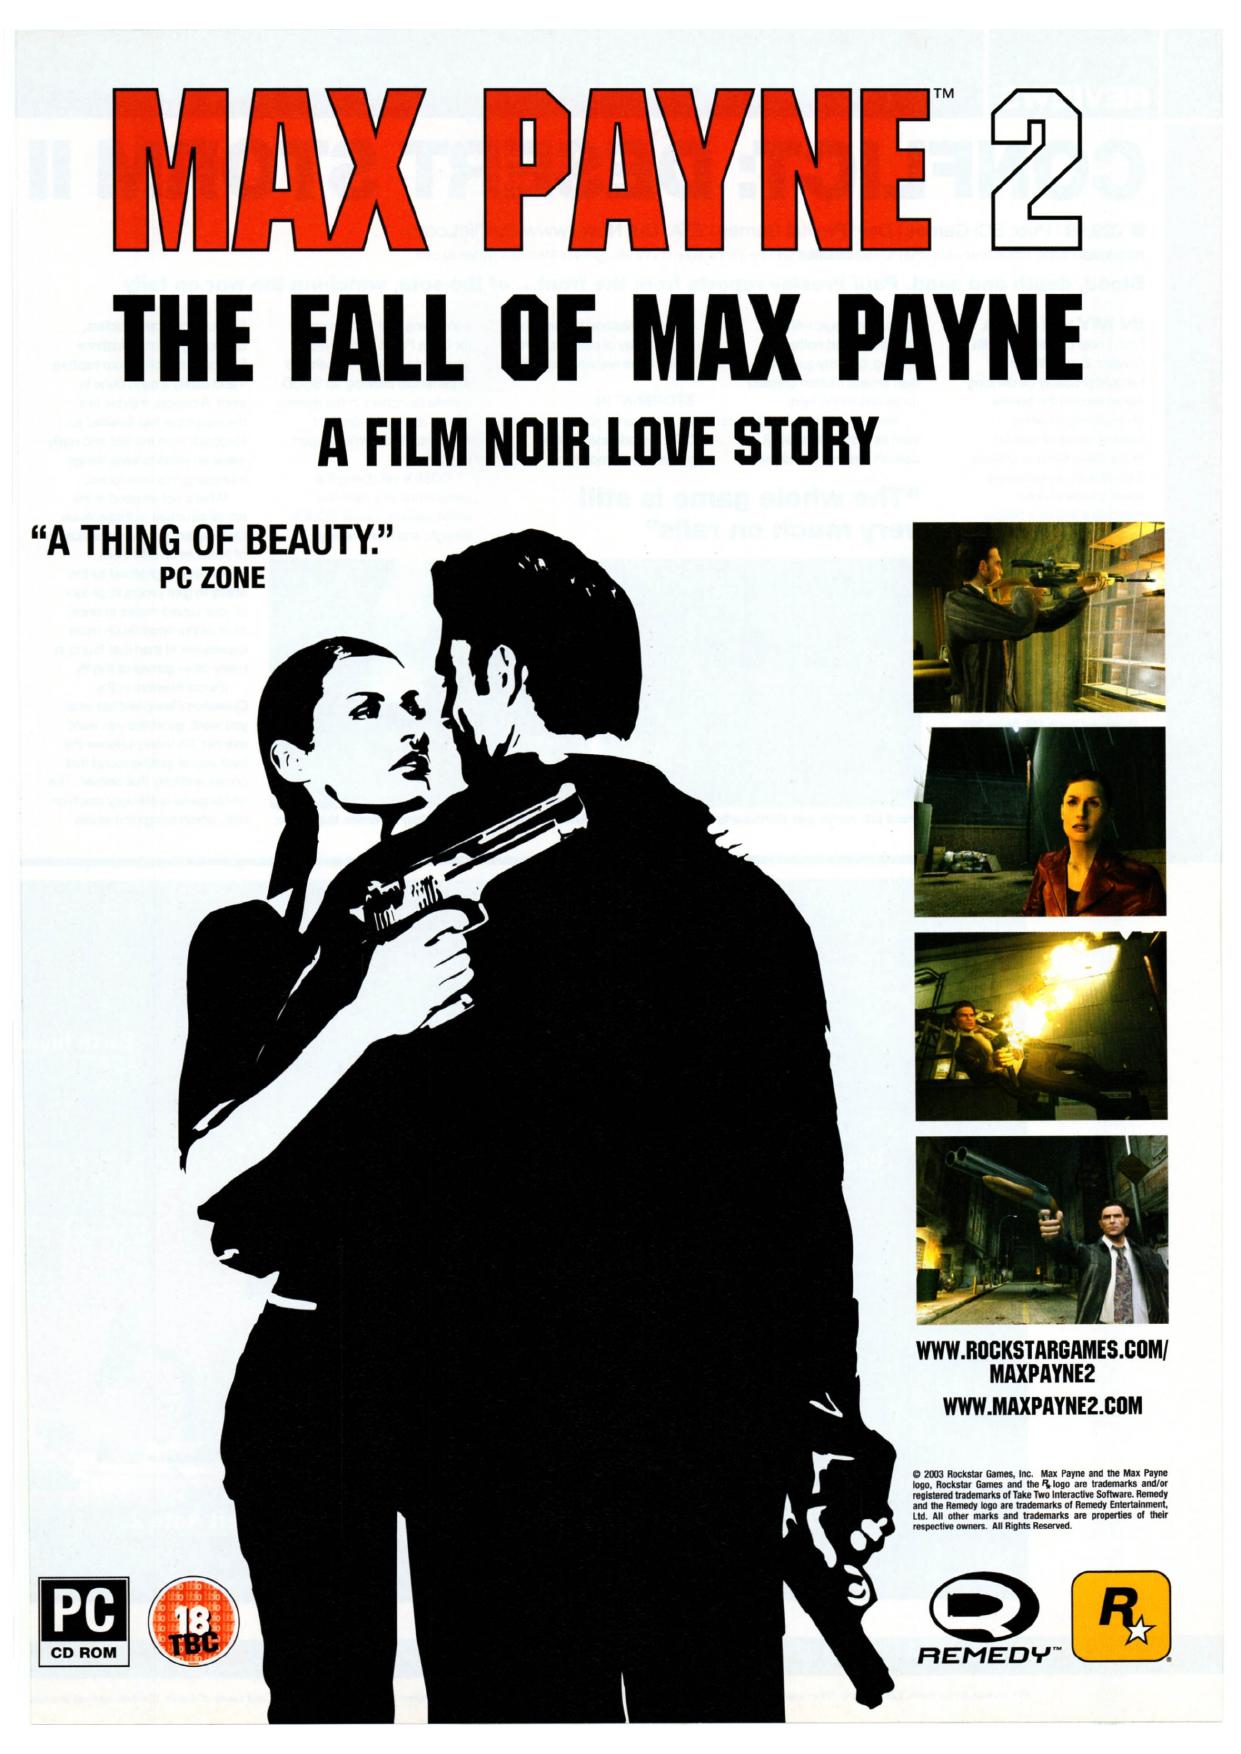 MAX PAYNE™ 2
THE FALL OF MAX PAYNE
A FILM NOIR LOVE STORY
“A THING OF BEAUTY.”
PC ZONE
WWW.ROCKSTARGAMES.COM/
MAXPAYNE2
WWW.MAXPAYNE2.COM
© 2003 Rockstar Games, Inc. Max Payne and the Max Payne
logo, Rockstar Games and the R★ logo are trademarks and/or
registered trademarks of Take Two Interactive Software. Remedy
and the Remedy logo are trademarks of Remedy Entertainment,
Ltd. All other marks and trademarks are properties of their
respective owners. All Rights Reserved.
PC
CD ROM
18
TBC
REMEDY™
R★®